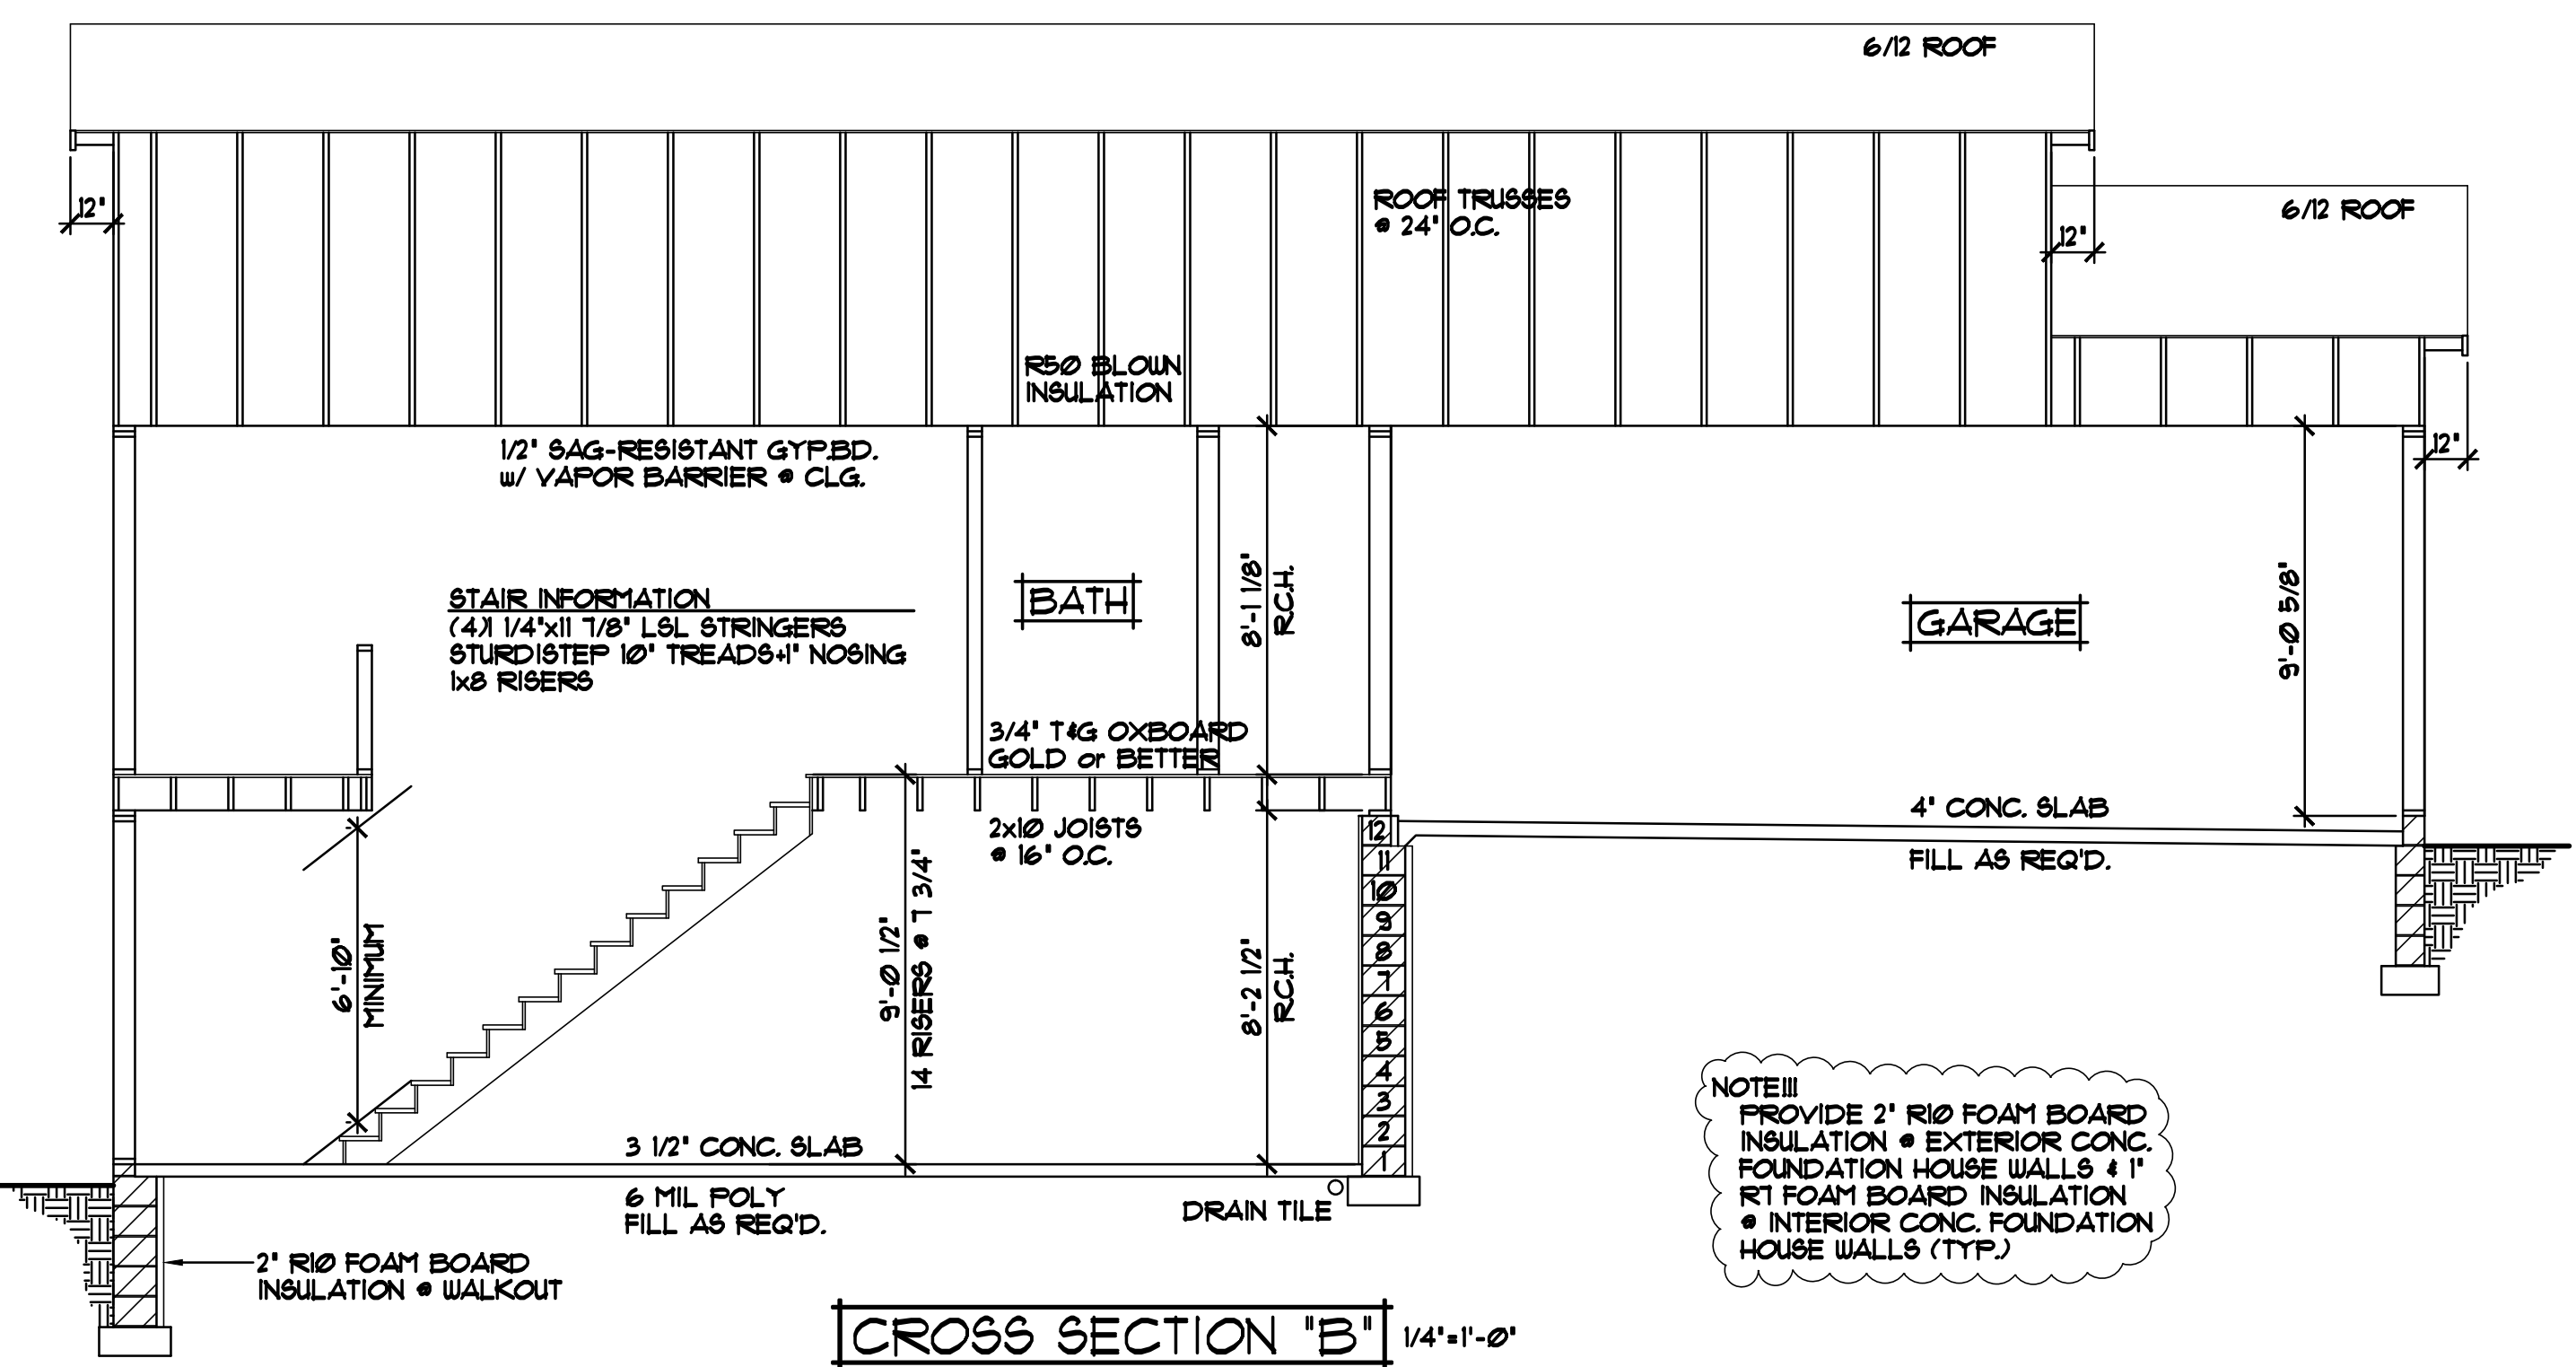 6/12 ROOF
12"
ROOF TRUSSES
@ 24" O.C.
12"
6/12 ROOF
R50 BLOWN
INSULATION
1/2" SAG-RESISTANT GYP.BD.
w/ VAPOR BARRIER @ CLG.
12"
STAIR INFORMATION
(4)1 1/4"x11 7/8" LSL STRINGERS
STURDISTEP 10" TREADS+1" NOSING
1x8 RISERS
BATH
8'-1 1/8"
R.C.H.
GARAGE
9'-0 5/8"
3/4" T&G OXBOARD
GOLD or BETTER
2x10 JOISTS
@ 16" O.C.
4" CONC. SLAB
FILL AS REQ'D.
6'-10"
MINIMUM
9'-0 1/2"
14 RISERS @ 7 3/4"
8'-2 1/2"
R.C.H.
12
11
10
9
8
7
6
5
4
3
2
1
3 1/2" CONC. SLAB
6 MIL POLY
FILL AS REQ'D.
DRAIN TILE
2" R10 FOAM BOARD
INSULATION @ WALKOUT
NOTE!!!
PROVIDE 2" R10 FOAM BOARD
INSULATION @ EXTERIOR CONC.
FOUNDATION HOUSE WALLS & 1"
R7 FOAM BOARD INSULATION
@ INTERIOR CONC. FOUNDATION
HOUSE WALLS (TYP.)
CROSS SECTION "B" 1/4"=1'-0"